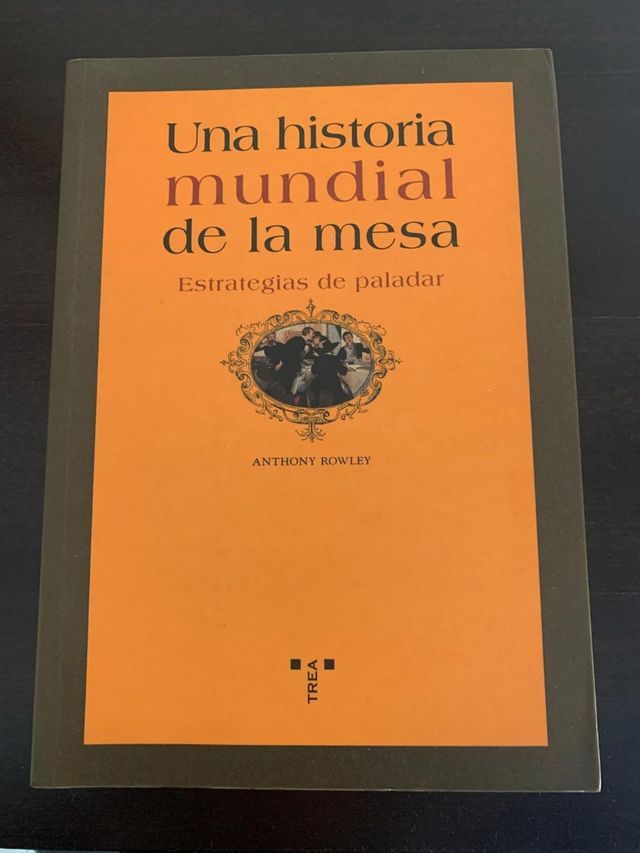 Una historia
mundial
de la mesa
Estrategias de paladar
ANTHONY ROWLEY
TREA